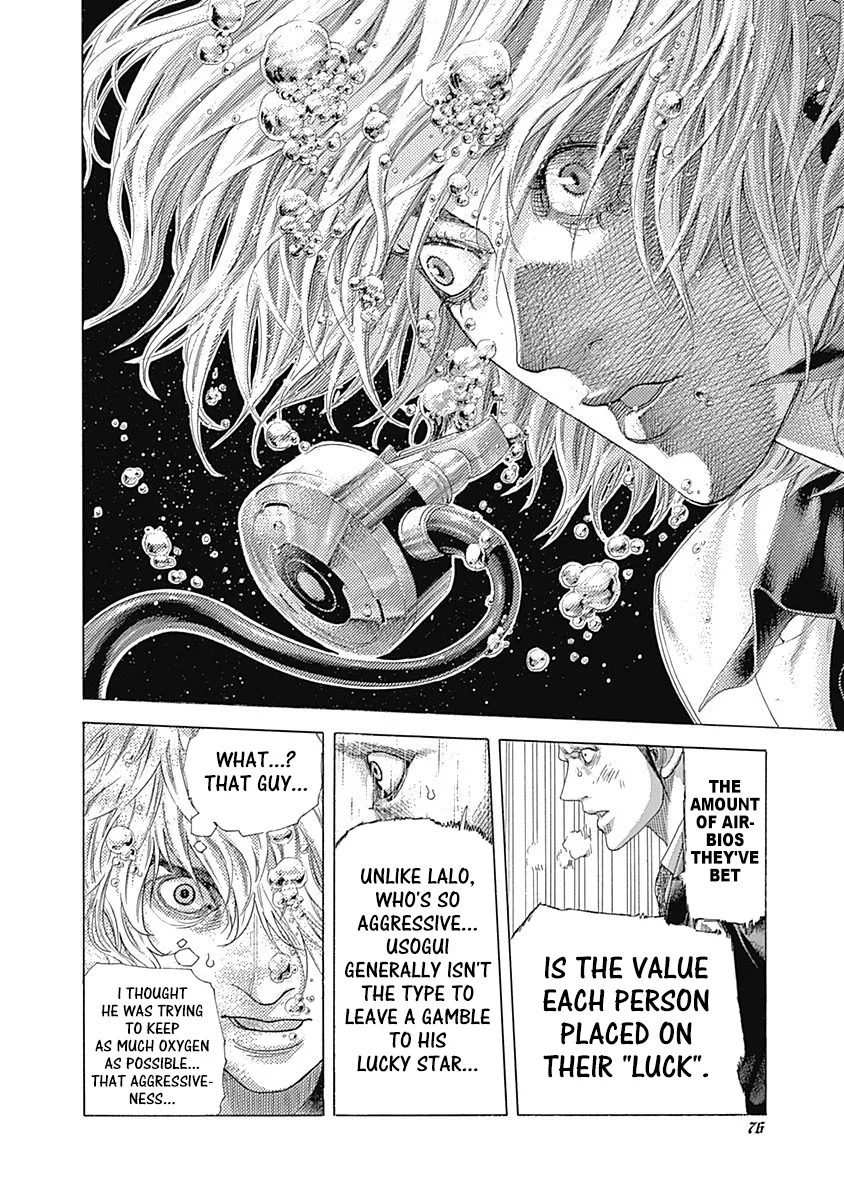 THE
AMOUNT
OF AIR-
BIOS
THEY'VE
BET
IS THE VALUE
EACH PERSON
PLACED ON
THEIR "LUCK".
UNLIKE LALO,
WHO'S SO
AGGRESSIVE...
USOGUI
GENERALLY ISN'T
THE TYPE TO
LEAVE A GAMBLE
TO HIS
LUCKY STAR...
WHAT...?
THAT GUY...
I THOUGHT
HE WAS TRYING
TO KEEP
AS MUCH OXYGEN
AS POSSIBLE...
THAT AGGRESSIVE-
NESS...
76